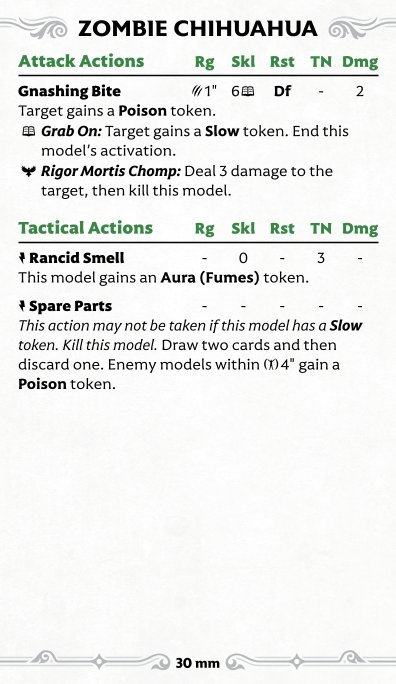 ZOMBIE CHIHUAHUA
Attack Actions Rg Skl Rst TN Dmg
Gnashing Bite 1" 6 Df - 2
Target gains a Poison token.
Grab On: Target gains a Slow token. End this
model's activation.
Rigor Mortis Chomp: Deal 3 damage to the
target, then kill this model.
Tactical Actions Rg Skl Rst TN Dmg
Rancid Smell - 0 - 3 -
This model gains an Aura (Fumes) token.
Spare Parts - - - - -
This action may not be taken if this model has a Slow
token. Kill this model. Draw two cards and then
discard one. Enemy models within 4" gain a
Poison token.
30 mm